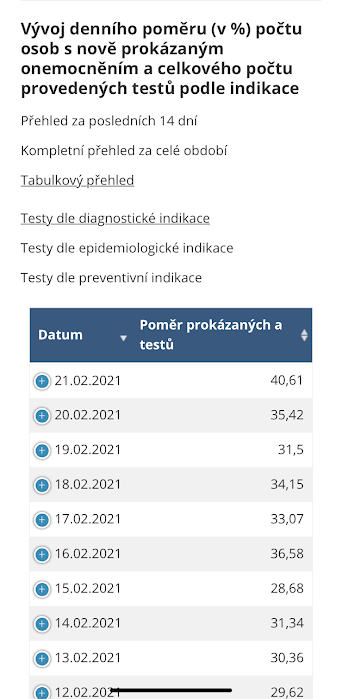 Vývoj denního poměru (v %) počtu
osob s nově prokázaným
onemocněním a celkového počtu
provedených testů podle indikace
Přehled za posledních 14 dní
Kompletní přehled za celé období
Tabulkový přehled
Testy dle diagnostické indikace
Testy dle epidemiologické indikace
Testy dle preventivní indikace
Datum Poměr prokázaných a
testů
21.02.2021 40,61
20.02.2021 35,42
19.02.2021 31,5
18.02.2021 34,15
17.02.2021 33,07
16.02.2021 36,58
15.02.2021 28,68
14.02.2021 31,34
13.02.2021 30,36
12.02.2021 29,62